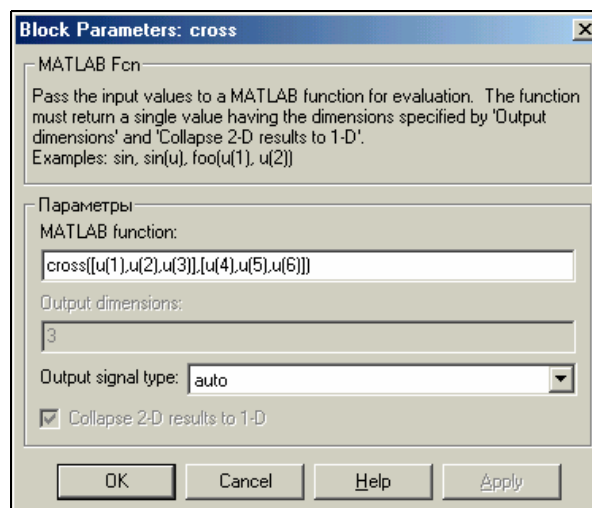 Block Parameters: cross
MATLAB Fcn
Pass the input values to a MATLAB function for evaluation. The function
must return a single value having the dimensions specified by 'Output
dimensions' and 'Collapse 2-D results to 1-D'.
Examples: sin, sin(u), foo(u(1), u(2))
Параметры
MATLAB function:
cross([u(1),u(2),u(3)],[u(4),u(5),u(6)])
Output dimensions:
3
Output signal type: auto
Collapse 2-D results to 1-D
OK Cancel Help Apply